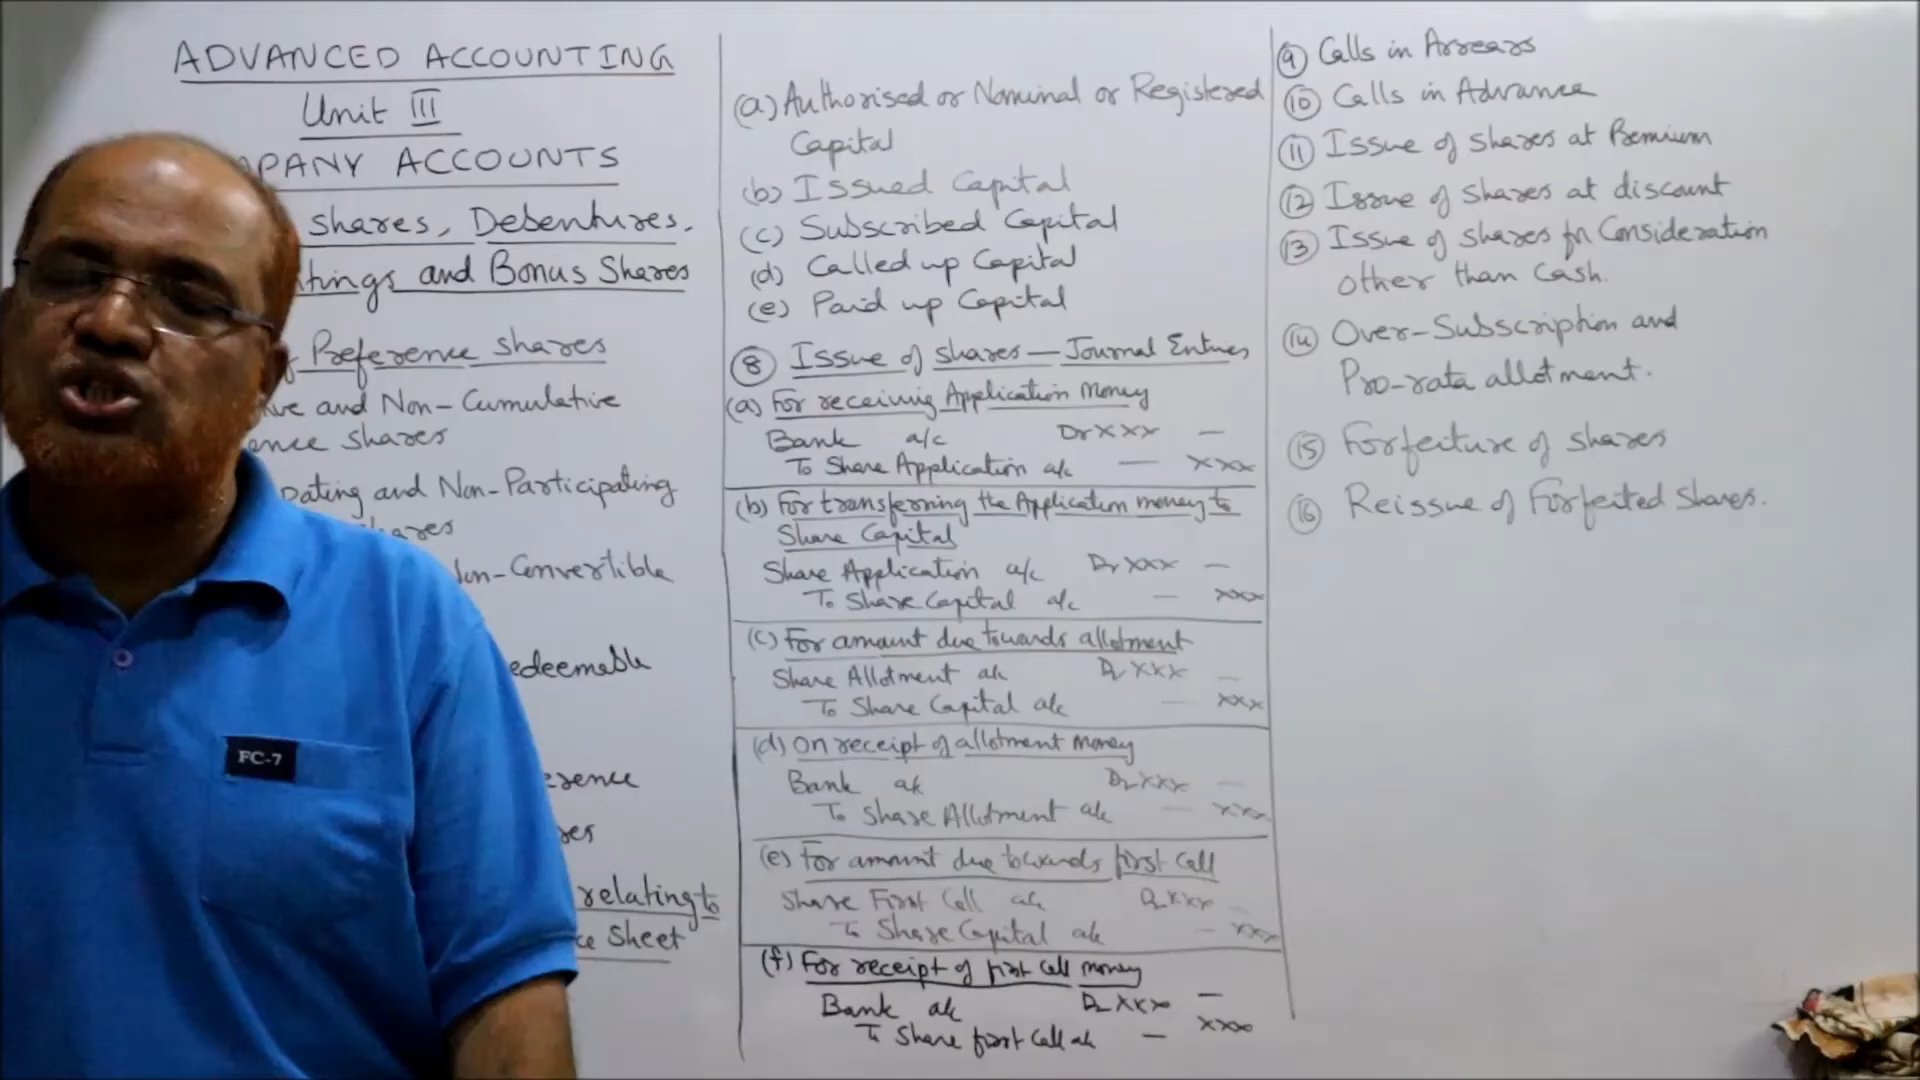 ADVANCED ACCOUNTING
Unit III
PANY ACCOUNTS
shares, Debentures,
tings and Bonus Shares
Preference shares
ive and Non-Cumulative
ence shares
pating and Non-Participating
ares
Non-Convertible
edeemable
erence
res
relating to
ce Sheet
FC-7
(a) Authorised or Nominal or Registered
Capital
(b) Issued Capital
(c) Subscribed Capital
(d) Called up Capital
(e) Paid up Capital
⑧ Issue of shares — Journal Entries
(a) For receiving Application Money
Bank a/c Dr xxx —
To Share Application a/c — xxx
(b) For transferring the Application money to
Share Capital
Share Application a/c Dr xxx —
To Share Capital a/c — xxx
(c) For amount due towards allotment
Share Allotment a/c Dr xxx —
To Share Capital a/c — xxx
(d) On receipt of allotment Money
Bank a/c Dr xxx —
To Share Allotment a/c — xxx
(e) For amount due towards first Call
Share First Call a/c Dr xxx —
To Share Capital a/c — xxx
(f) For receipt of first Call money
Bank a/c Dr xxx —
To Share first Call a/c — xxx
⑨ Calls in Arrears
⑩ Calls in Advance
⑪ Issue of shares at Premium
⑫ Issue of shares at discount
⑬ Issue of shares for Consideration
other than Cash.
⑭ Over-Subscription and
Pro-rata allotment.
⑮ Forfeiture of shares
⑯ Reissue of Forfeited Shares.